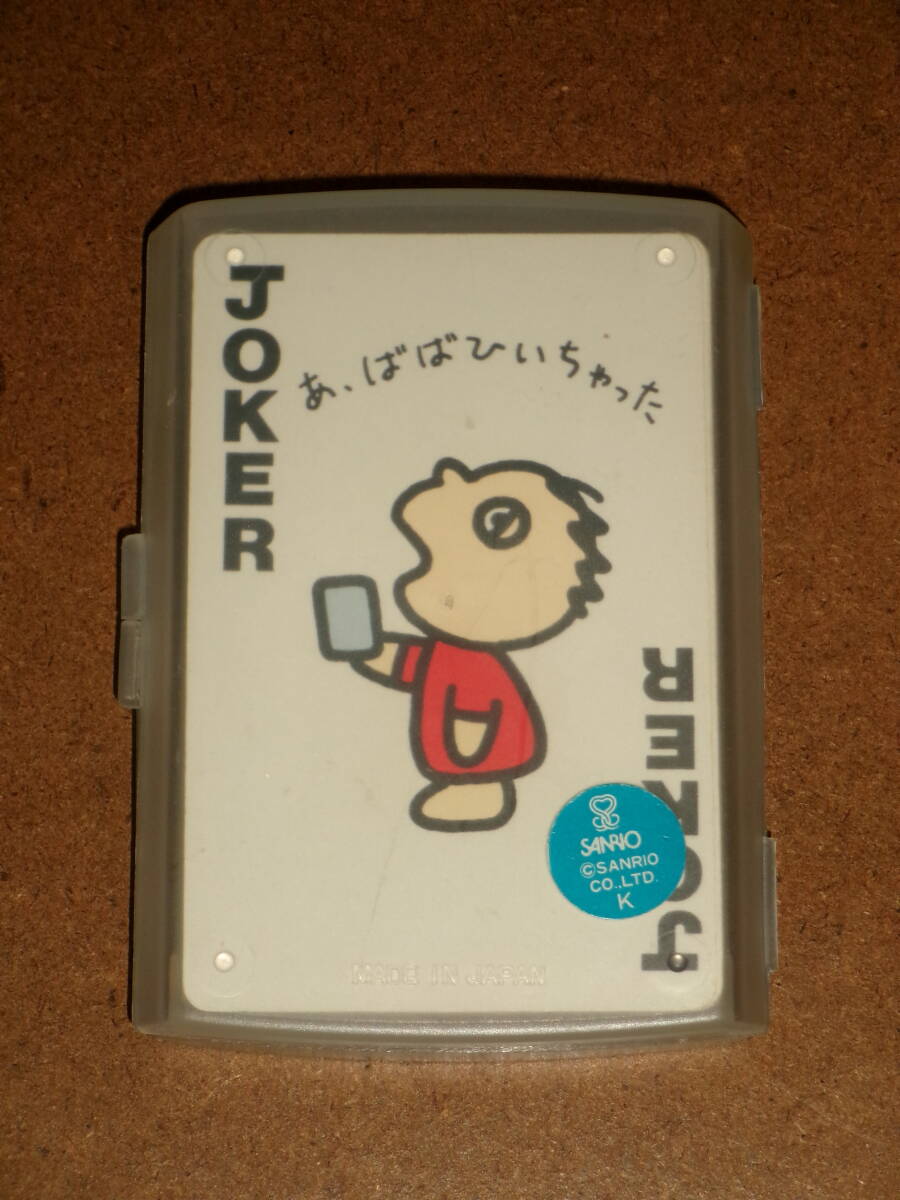 JOKER
あ、ばばひいちゃった
JOKER
SANRIO
©SANRIO
CO.,LTD.
K
MADE IN JAPAN